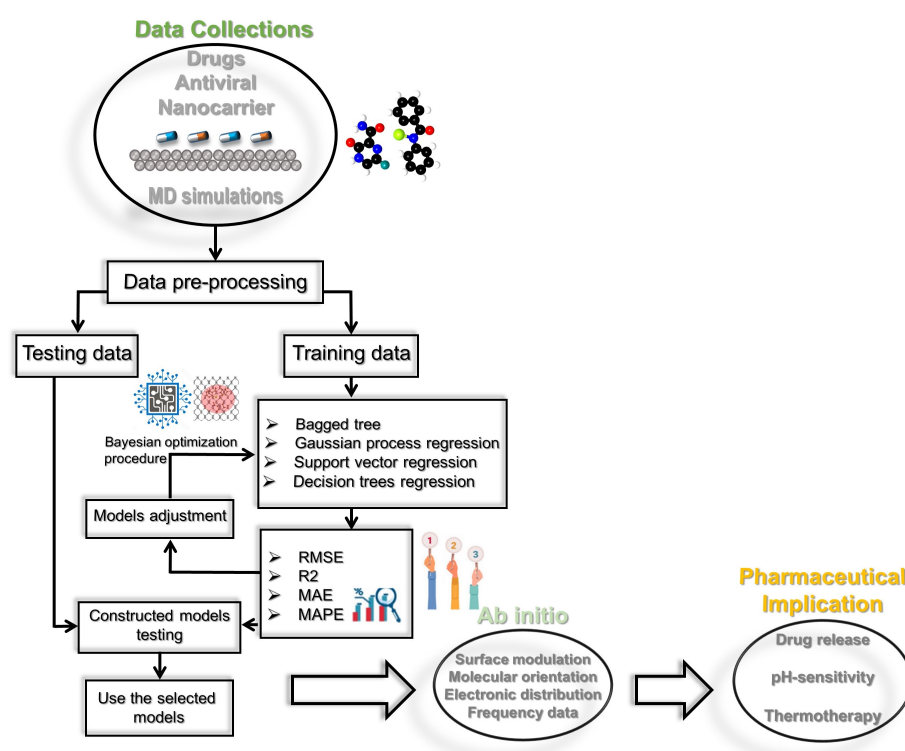 Data Collections
Drugs
Antiviral
Nanocarrier
MD simulations
Data pre-processing
Testing data
Training data
Bayesian optimization
procedure
➢ Bagged tree
➢ Gaussian process regression
➢ Support vector regression
➢ Decision trees regression
Models adjustment
➢ RMSE
➢ R2
➢ MAE
➢ MAPE
%
1
2
3
Constructed models
testing
Use the selected
models
Ab initio
Surface modulation
Molecular orientation
Electronic distribution
Frequency data
Pharmaceutical
Implication
Drug release
pH-sensitivity
Thermotherapy